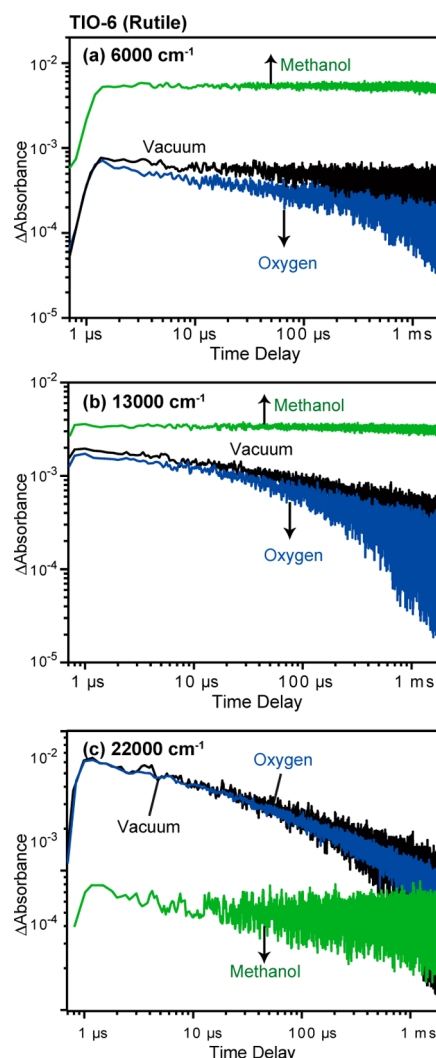 TIO-6 (Rutile)
(a) 6000 cm⁻¹
Methanol
Vacuum
Oxygen
ΔAbsorbance
10⁻²
10⁻³
10⁻⁴
10⁻⁵
1 µs 10 µs 100 µs 1 ms
Time Delay
(b) 13000 cm⁻¹
Methanol
Vacuum
Oxygen
ΔAbsorbance
10⁻²
10⁻³
10⁻⁴
10⁻⁵
1 µs 10 µs 100 µs 1 ms
Time Delay
(c) 22000 cm⁻¹
Oxygen
Vacuum
Methanol
ΔAbsorbance
10⁻²
10⁻³
10⁻⁴
1 µs 10 µs 100 µs 1 ms
Time Delay